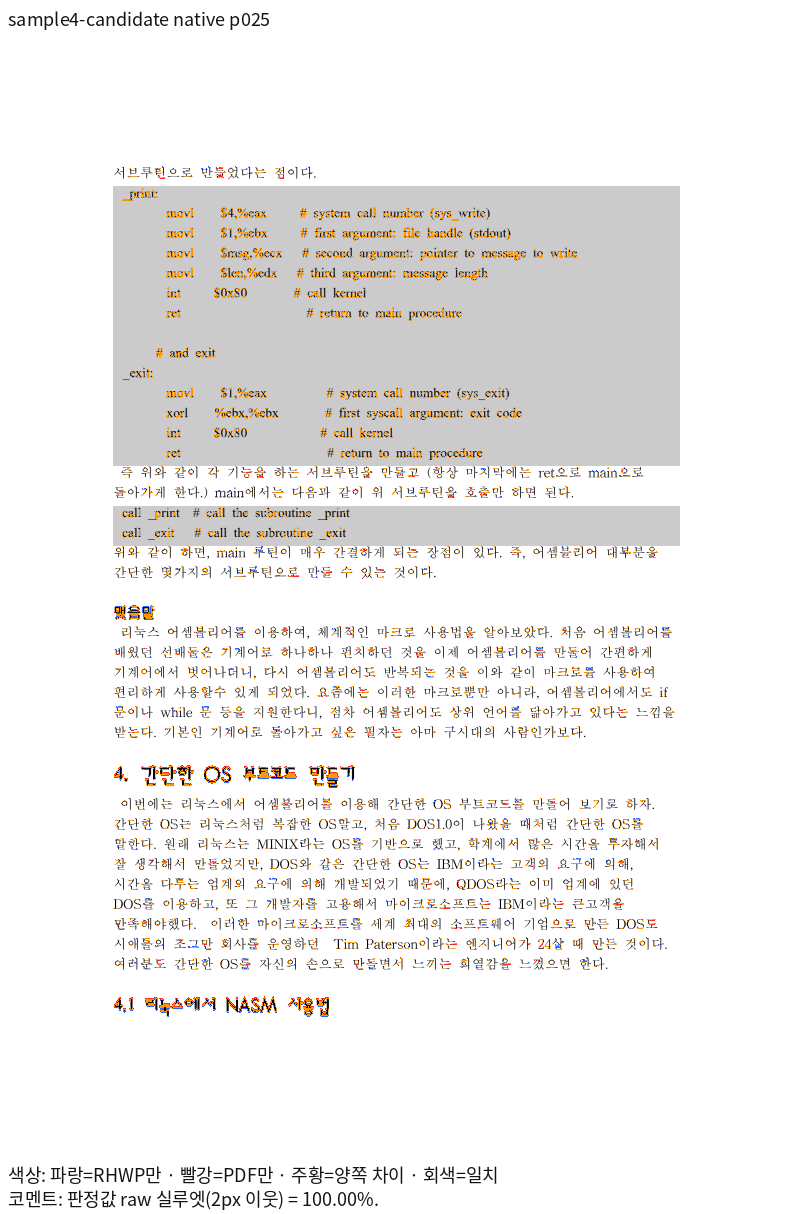 sample4-candidate native p025
서브루틴으로 만들었다는 점이다.
_print:
movl $4,%eax # system call number (sys_write)
movl $1,%ebx # first argument: file handle (stdout)
movl $msg,%ecx # second argument: pointer to message to write
movl $len,%edx # third argument: message length
int $0x80 # call kernel
ret # return to main procedure
# and exit
_exit:
movl $1,%eax # system call number (sys_exit)
xorl %ebx,%ebx # first syscall argument: exit code
int $0x80 # call kernel
ret # return to main procedure
즉 위와 같이 각 기능을 하는 서브루틴을 만들고 (항상 마지막에는 ret으로 main으로
돌아가게 한다.) main에서는 다음과 같이 위 서브루틴을 호출만 하면 된다.
call _print # call the subroutine _print
call _exit # call the subroutine _exit
위와 같이 하면, main 루틴이 매우 간결하게 되는 장점이 있다. 즉, 어셈블리어 대부분을
간단한 몇가지의 서브루틴으로 만들 수 있는 것이다.
맺음말
리눅스 어셈블리어를 이용하여, 체계적인 마크로 사용법을 알아보았다. 처음 어셈블리어를
배웠던 선배들은 기계어로 하나하나 펀치하던 것을 이제 어셈블리어를 만들어 간편하게
기계어에서 벗어나더니, 다시 어셈블리어도 반복되는 것을 이와 같이 마크로를 사용하여
편리하게 사용할수 있게 되었다. 요즘에는 이러한 마크로뿐만 아니라, 어셈블리어에서도 if
문이나 while 문 등을 지원한다니, 점차 어셈블리어도 상위 언어를 닮아가고 있다는 느낌을
받는다. 기본인 기계어로 돌아가고 싶은 필자는 아마 구시대의 사람인가보다.
4. 간단한 OS 부트코드 만들기
이번에는 리눅스에서 어셈블리어를 이용해 간단한 OS 부트코드를 만들어 보기로 하자.
간단한 OS는 리눅스처럼 복잡한 OS말고, 처음 DOS1.0이 나왔을 때처럼 간단한 OS를
말한다. 원래 리눅스는 MINIX라는 OS를 기반으로 했고, 학계에서 많은 시간을 투자해서
잘 생각해서 만들었지만, DOS와 같은 간단한 OS는 IBM이라는 고객의 요구에 의해,
시간을 다투는 업계의 요구에 의해 개발되었기 때문에, QDOS라는 이미 업계에 있던
DOS를 이용하고, 또 그 개발자를 고용해서 마이크로소프트는 IBM이라는 큰고객을
만족해야했다. 이러한 마이크로소프트를 세계 최대의 소프트웨어 기업으로 만든 DOS도
시애틀의 조그만 회사를 운영하던 Tim Paterson이라는 엔지니어가 24살 때 만든 것이다.
여러분도 간단한 OS를 자신의 손으로 만들면서 느끼는 희열감을 느꼈으면 한다.
4.1 리눅스에서 NASM 사용법
색상: 파랑=RHWP만 · 빨강=PDF만 · 주황=양쪽 차이 · 회색=일치
코멘트: 판정값 raw 실루엣(2px 이웃) = 100.00%.